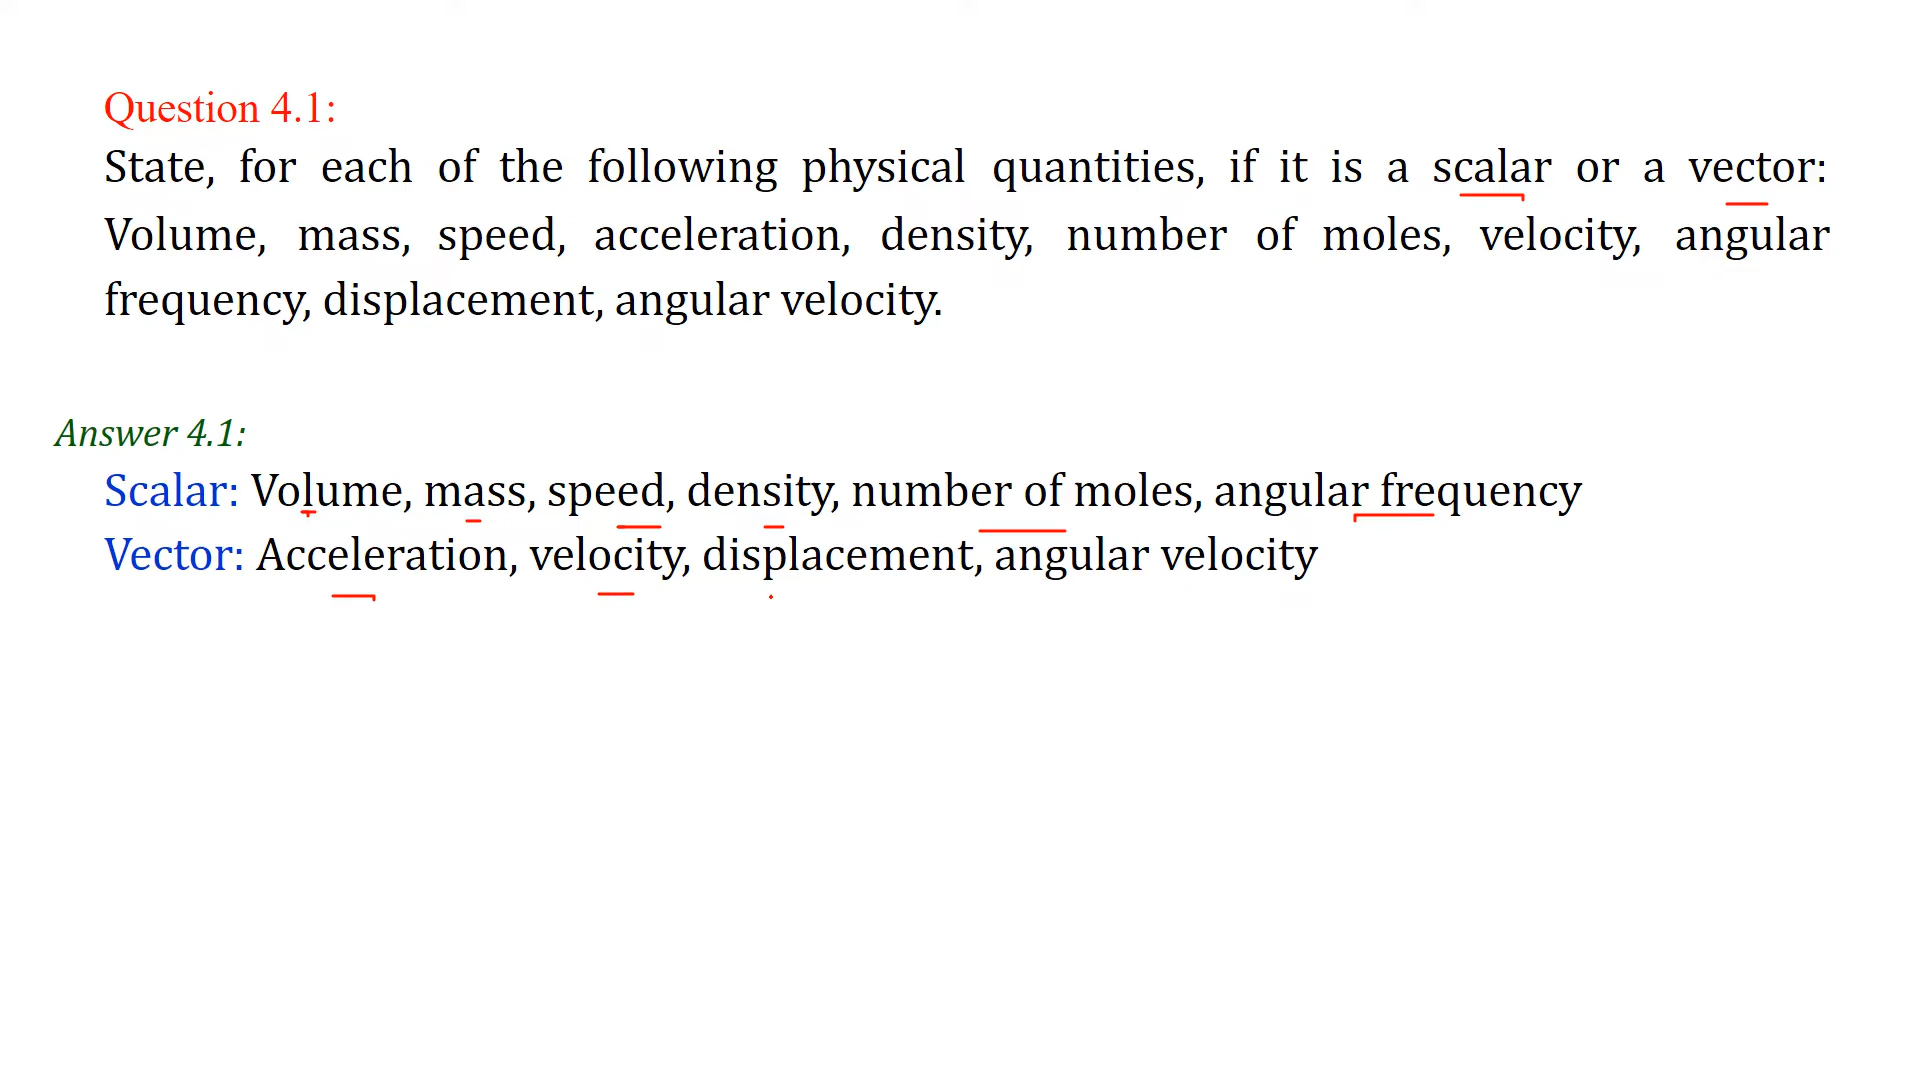 Question 4.1:
State, for each of the following physical quantities, if it is a scalar or a vector:
Volume, mass, speed, acceleration, density, number of moles, velocity, angular
frequency, displacement, angular velocity.
Answer 4.1:
Scalar: Volume, mass, speed, density, number of moles, angular frequency
Vector: Acceleration, velocity, displacement, angular velocity